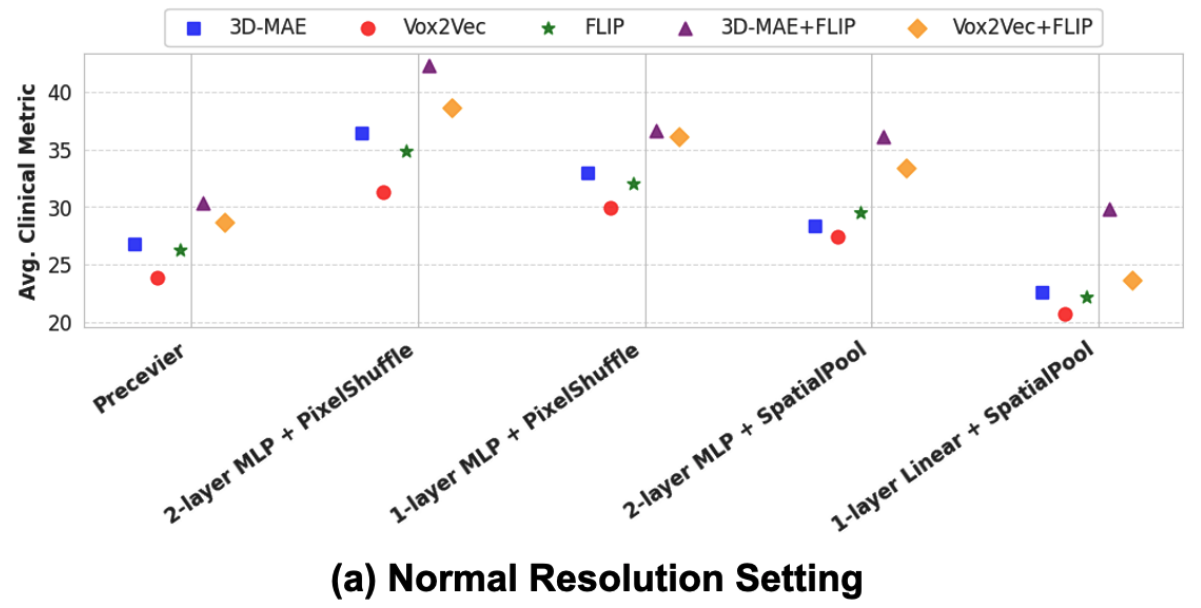 3D-MAE Vox2Vec FLIP 3D-MAE+FLIP Vox2Vec+FLIP
Avg. Clinical Metric
40
35
30
25
20
Precevier
2-layer MLP + PixelShuffle
1-layer MLP + PixelShuffle
2-layer MLP + SpatialPool
1-layer Linear + SpatialPool
(a) Normal Resolution Setting